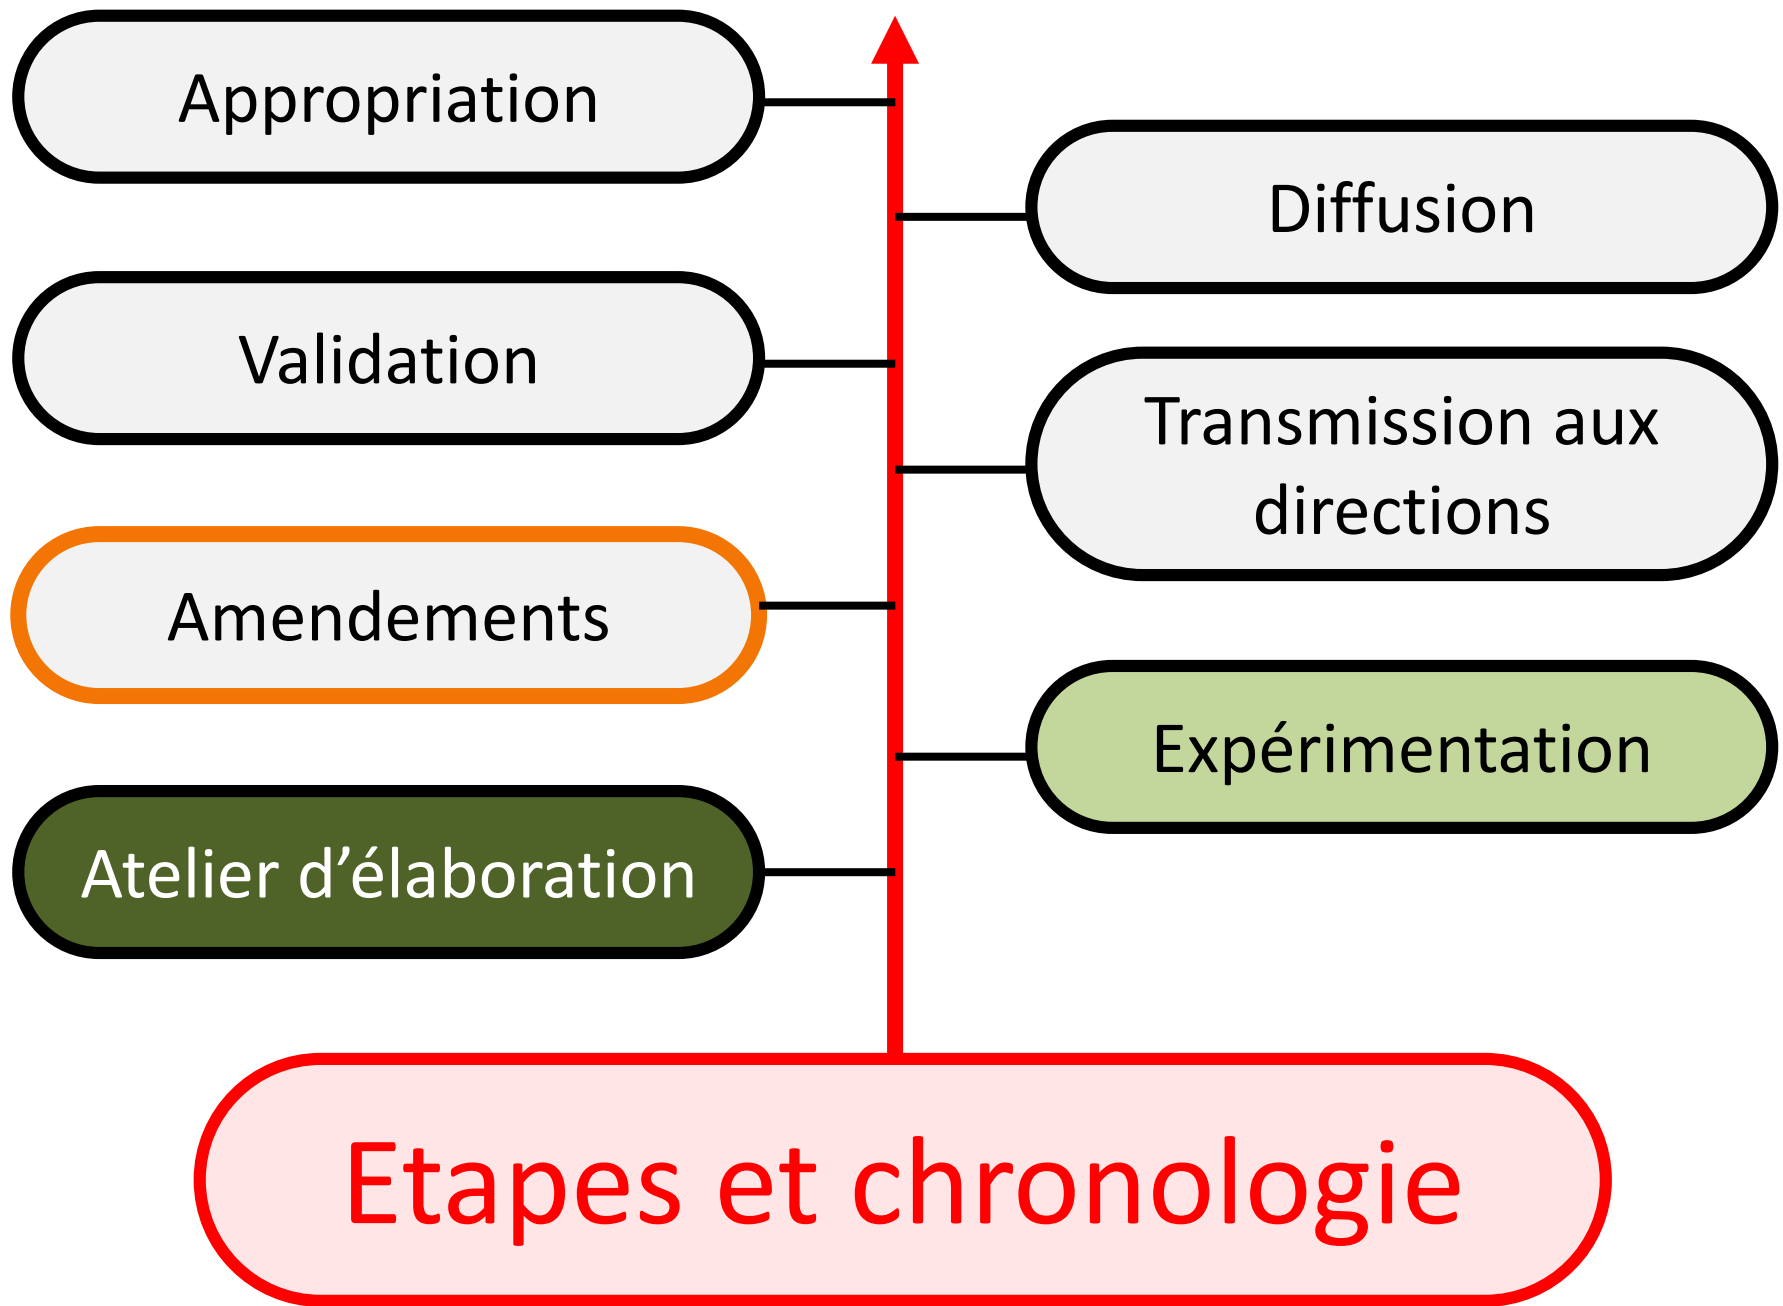 Appropriation
Diffusion
Validation
Transmission aux
directions
Amendements
Expérimentation
Atelier d’élaboration
Etapes et chronologie